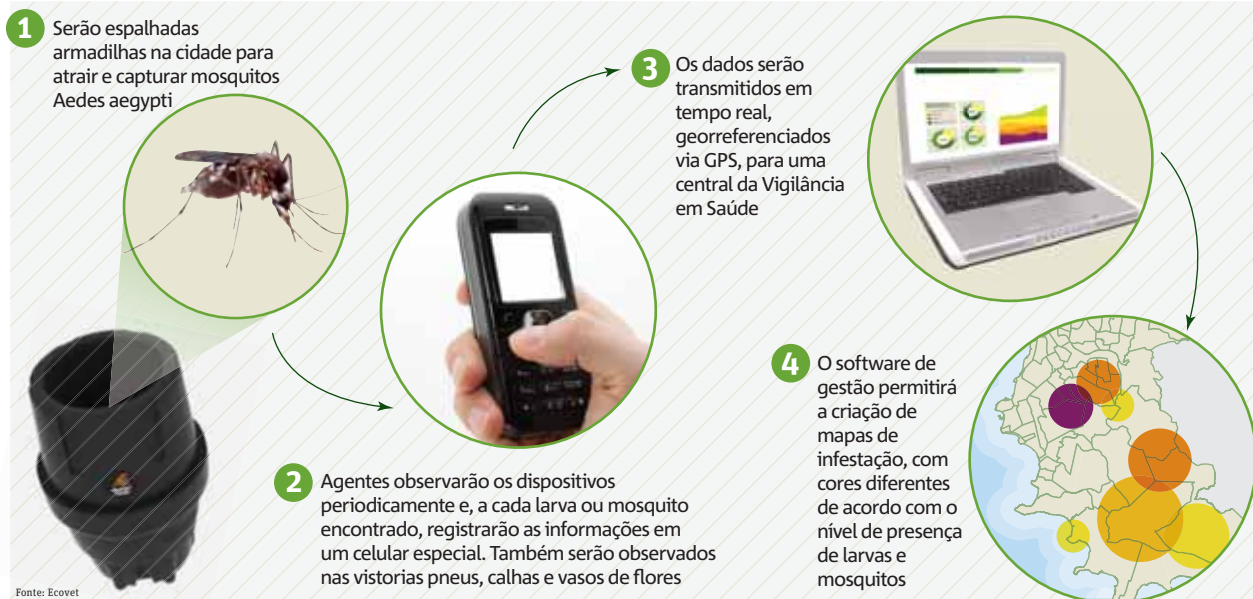 1
Serão espalhadas
armadilhas na cidade para
atrair e capturar mosquitos
Aedes aegypti
2
Agentes observarão os dispositivos
periodicamente e, a cada larva ou mosquito
encontrado, registrarão as informações em
um celular especial. Também serão observados
nas vistorias pneus, calhas e vasos de flores
3
Os dados serão
transmitidos em
tempo real,
georreferenciados
via GPS, para uma
central da Vigilância
em Saúde
4
O software de
gestão permitirá
a criação de
mapas de
infestação, com
cores diferentes
de acordo com o
nível de presença
de larvas e
mosquitos
Fonte: Ecovet